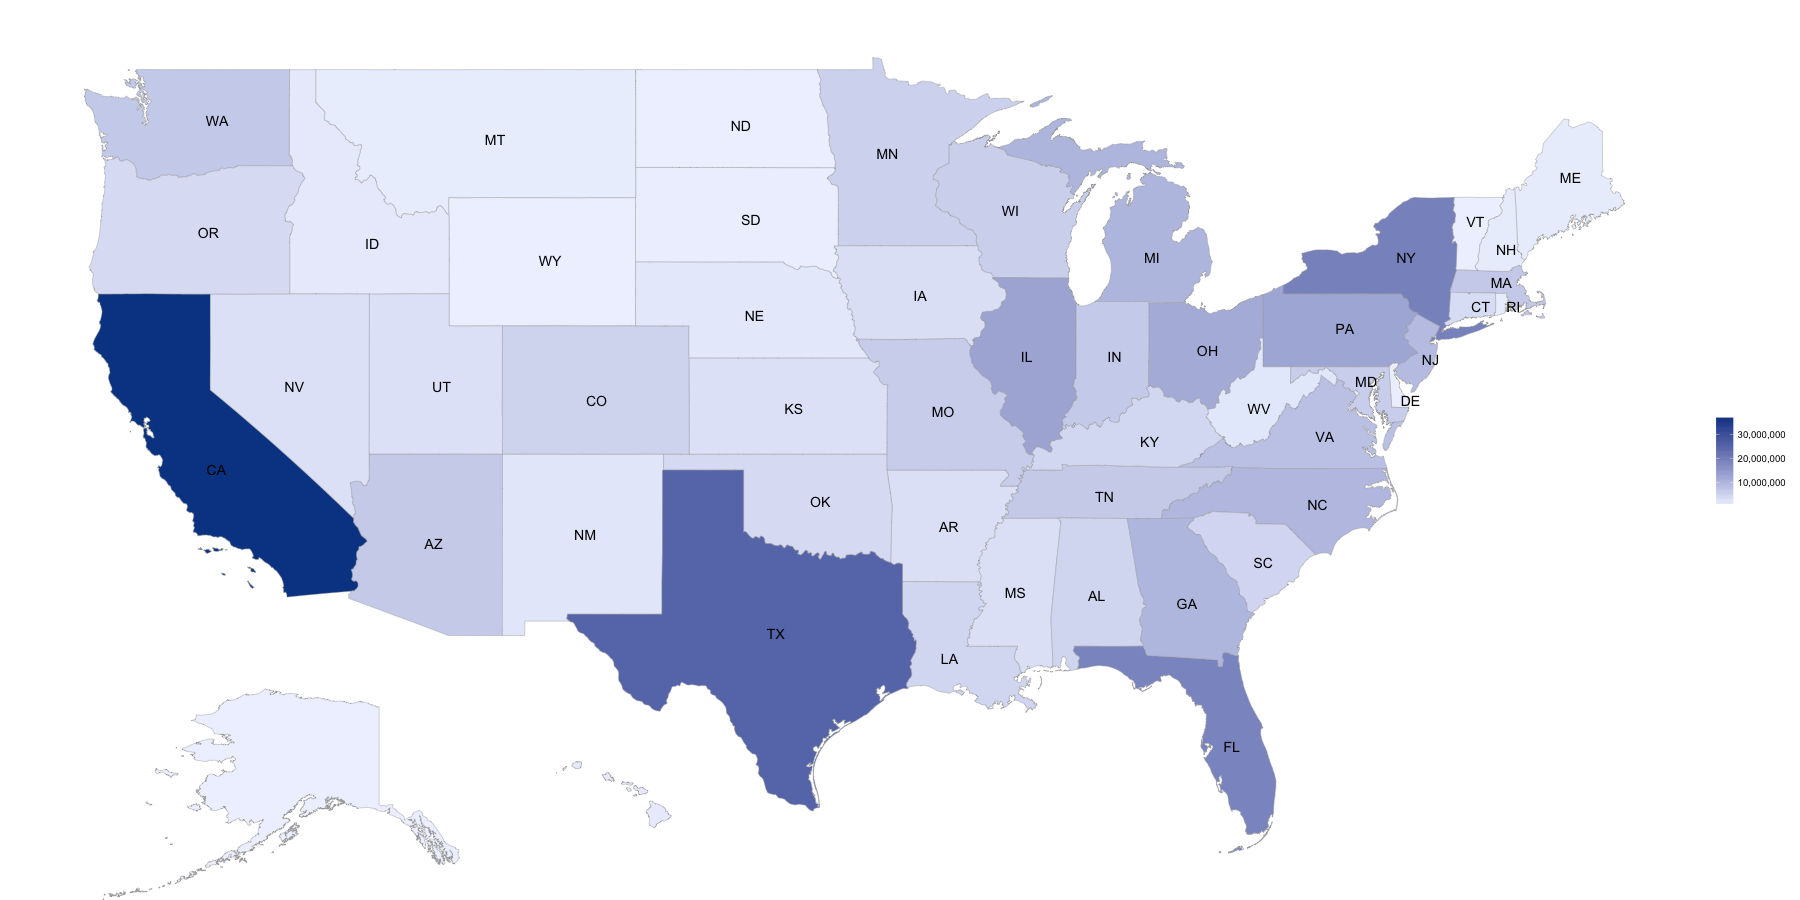 WA
MT
ND
MN
ME
OR
ID
WY
SD
WI
MI
NY
VT
NH
MA
CT
RI
NV
UT
CO
NE
IA
IL
IN
OH
PA
NJ
CA
KS
MO
KY
WV
MD
DE
VA
AZ
NM
OK
AR
TN
NC
SC
TX
LA
MS
AL
GA
FL
30,000,000
20,000,000
10,000,000